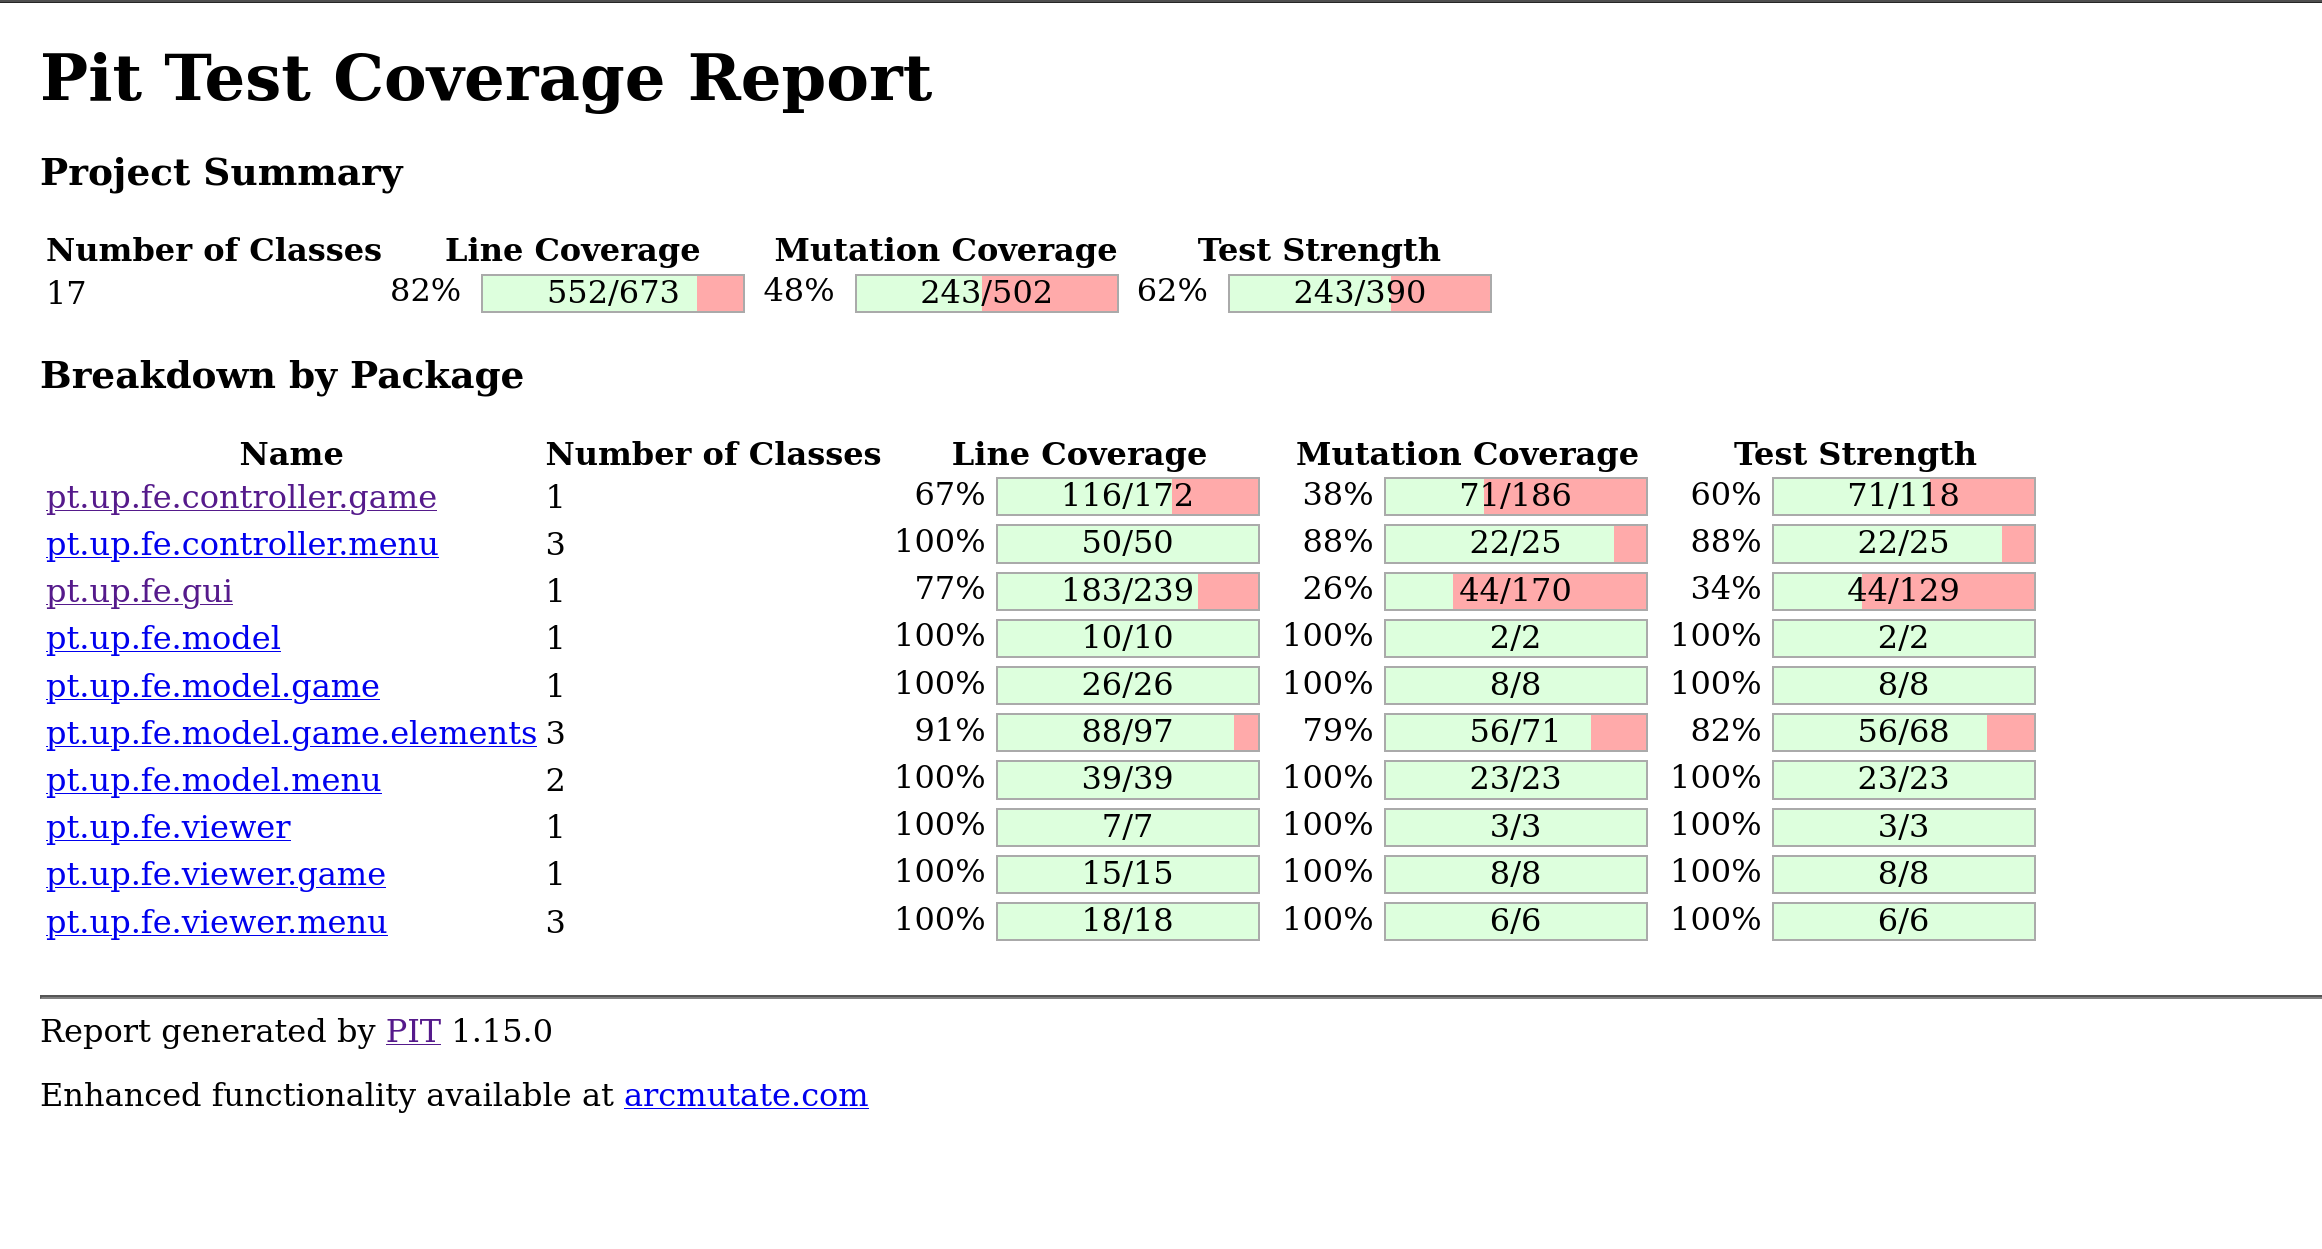 Pit Test Coverage Report
Project Summary
Number of Classes Line Coverage Mutation Coverage Test Strength
17 82% 552/673 48% 243/502 62% 243/390
Breakdown by Package
Name Number of Classes Line Coverage Mutation Coverage Test Strength
pt.up.fe.controller.game 1 67% 116/172 38% 71/186 60% 71/118
pt.up.fe.controller.menu 3 100% 50/50 88% 22/25 88% 22/25
pt.up.fe.gui 1 77% 183/239 26% 44/170 34% 44/129
pt.up.fe.model 1 100% 10/10 100% 2/2 100% 2/2
pt.up.fe.model.game 1 100% 26/26 100% 8/8 100% 8/8
pt.up.fe.model.game.elements 3 91% 88/97 79% 56/71 82% 56/68
pt.up.fe.model.menu 2 100% 39/39 100% 23/23 100% 23/23
pt.up.fe.viewer 1 100% 7/7 100% 3/3 100% 3/3
pt.up.fe.viewer.game 1 100% 15/15 100% 8/8 100% 8/8
pt.up.fe.viewer.menu 3 100% 18/18 100% 6/6 100% 6/6
Report generated by PIT 1.15.0
Enhanced functionality available at arcmutate.com